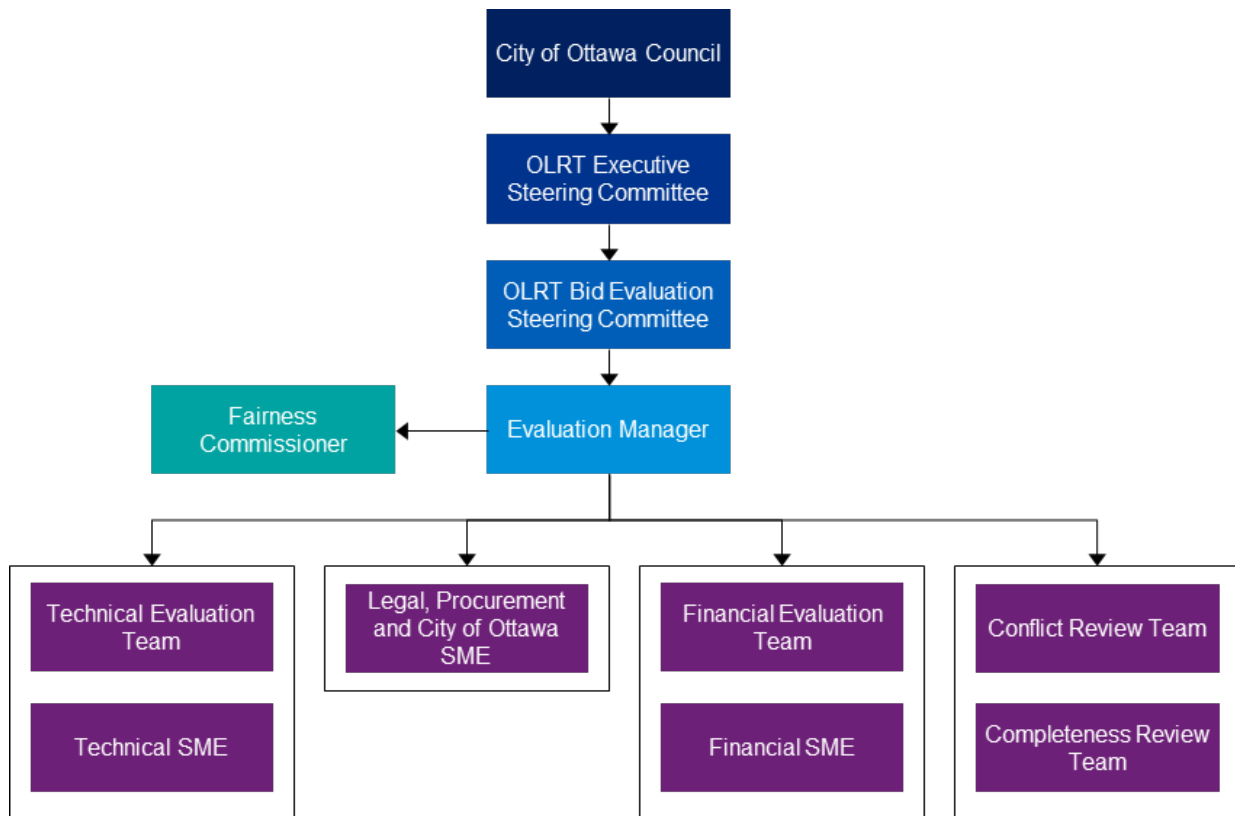 City of Ottawa Council
OLRT Executive
Steering Committee
OLRT Bid Evaluation
Steering Committee
Fairness
Commissioner
Evaluation Manager
Technical Evaluation
Team
Technical SME
Legal, Procurement
and City of Ottawa
SME
Financial Evaluation
Team
Financial SME
Conflict Review Team
Completeness Review
Team